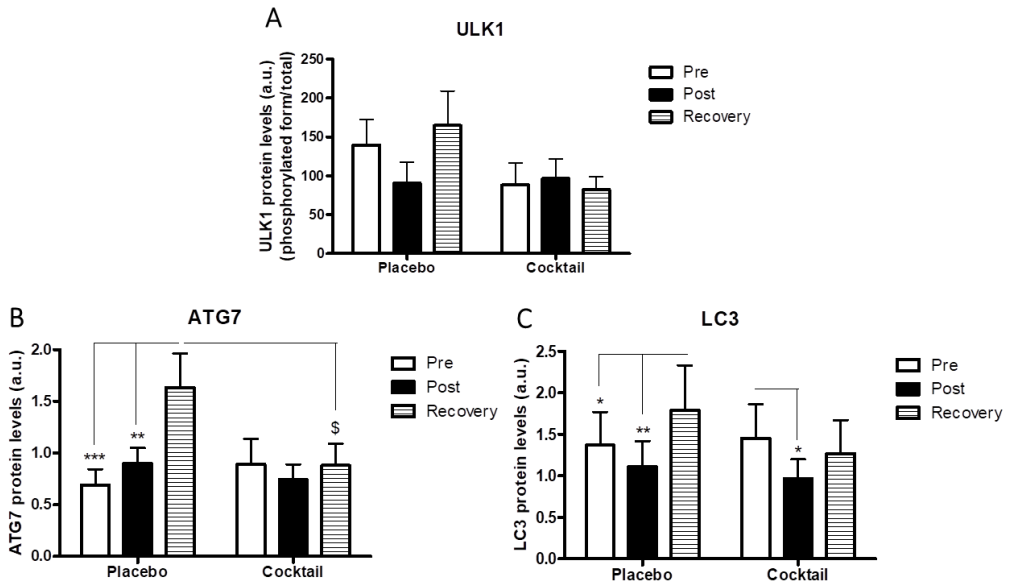 A
ULK1
ULK1 protein levels (a.u.)
(phosphorylated form/total)
250
200
150
100
50
0
Placebo
Cocktail
Pre
Post
Recovery
B
ATG7
ATG7 protein levels (a.u.)
2.0
1.5
1.0
0.5
0.0
***
**
$
Placebo
Cocktail
Pre
Post
Recovery
C
LC3
LC3 protein levels (a.u.)
2.5
2.0
1.5
1.0
0.5
0.0
*
**
*
Placebo
Cocktail
Pre
Post
Recovery